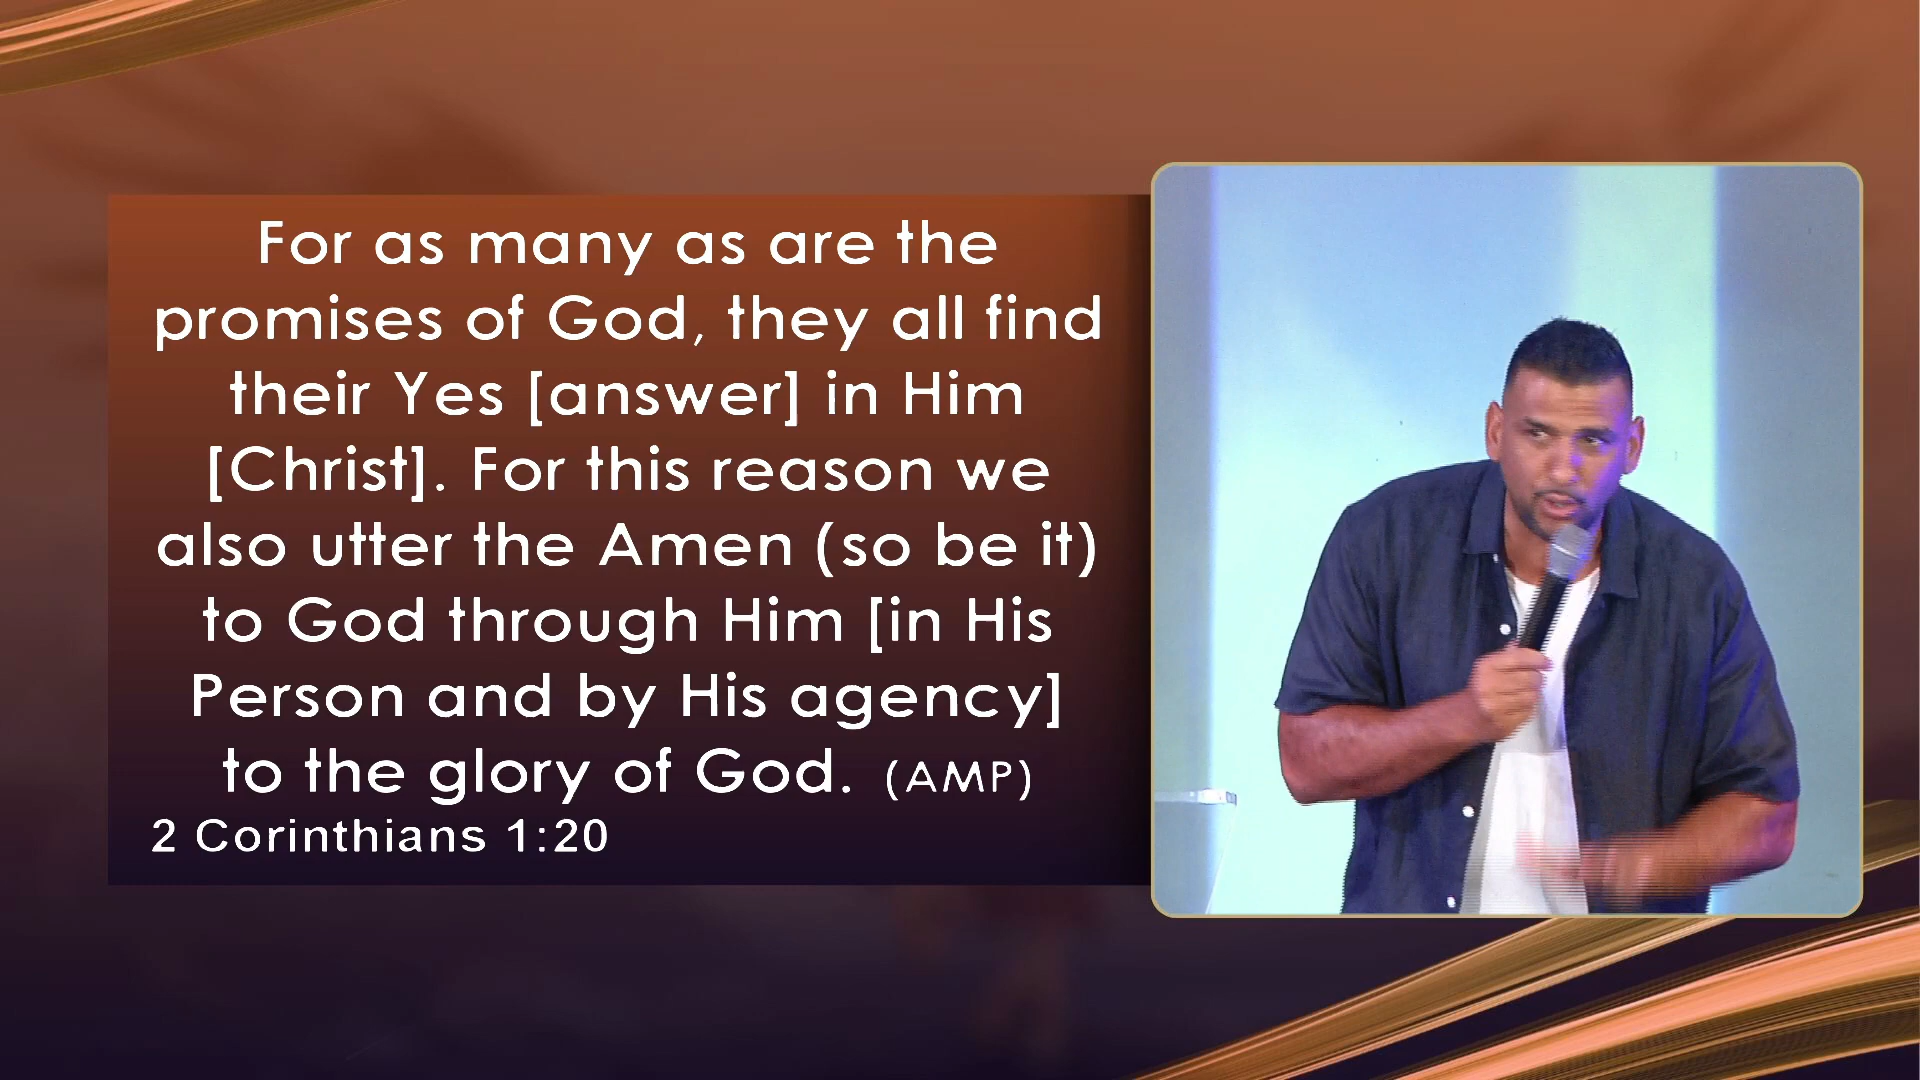 For as many as are the
promises of God, they all find
their Yes [answer] in Him
[Christ]. For this reason we
also utter the Amen (so be it)
to God through Him [in His
Person and by His agency]
to the glory of God. (AMP)
2 Corinthians 1:20